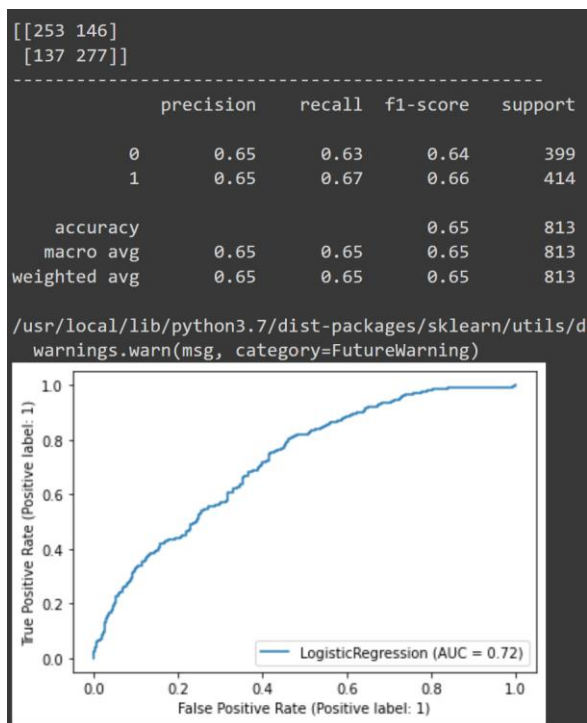 [[253 146]
[137 277]]
-----------------------------------------------------
precision recall f1-score support
0 0.65 0.63 0.64 399
1 0.65 0.67 0.66 414
accuracy 0.65 813
macro avg 0.65 0.65 0.65 813
weighted avg 0.65 0.65 0.65 813
/usr/local/lib/python3.7/dist-packages/sklearn/utils/d
warnings.warn(msg, category=FutureWarning)
True Positive Rate (Positive label: 1)
1.0
0.8
0.6
0.4
0.2
0.0
LogisticRegression (AUC = 0.72)
0.0 0.2 0.4 0.6 0.8 1.0
False Positive Rate (Positive label: 1)